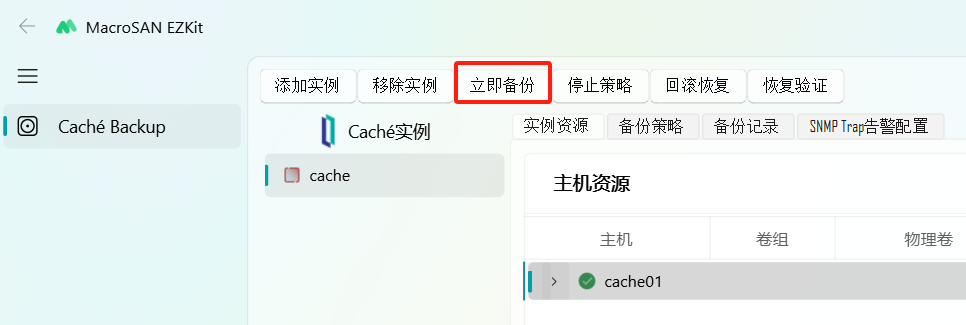 MacroSAN EZKit
添加实例 移除实例 立即备份 停止策略 回滚恢复 恢复验证
Caché Backup
Caché实例
实例资源 备份策略 备份记录 SNMP Trap告警配置
cache
主机资源
主机 卷组 物理卷
cache01